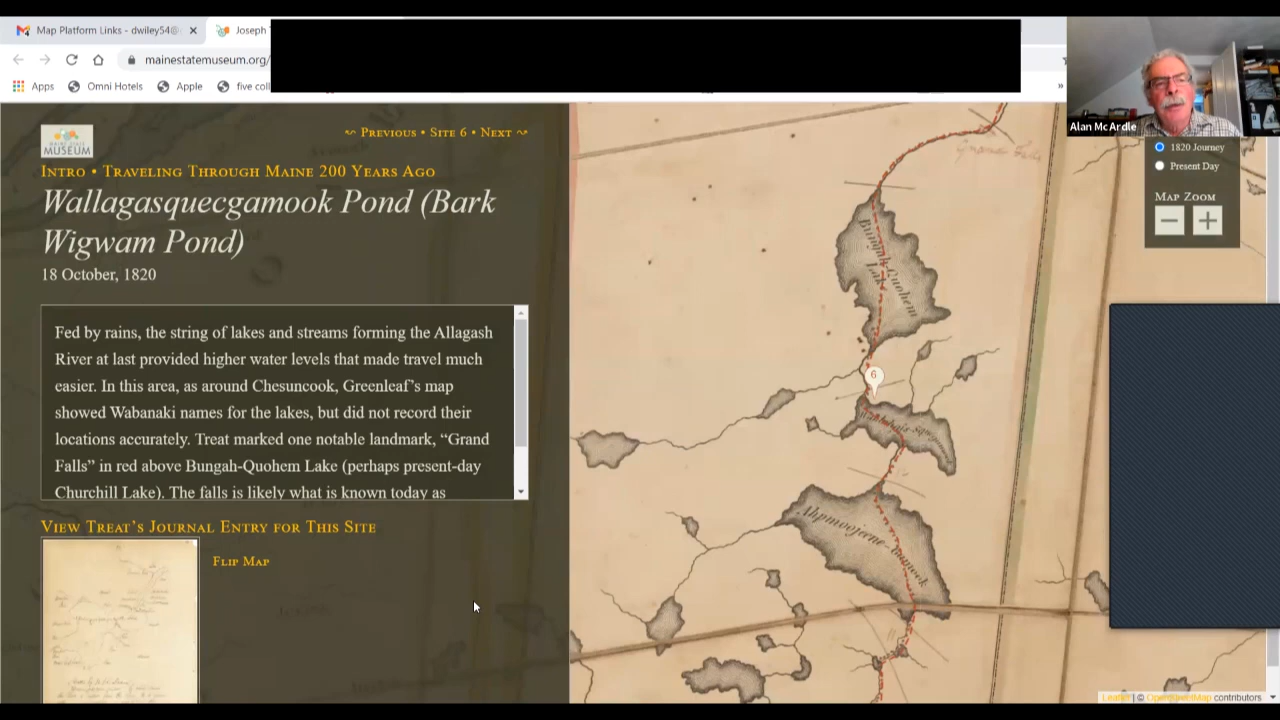 Map Platform Links - dwiley54@
Joseph
mainestatemuseum.org/
Apps
Omni Hotels
Apple
five coll
»
Alan McArdle
MUSEUM
Previous • Site 6 • Next
Intro • Traveling Through Maine 200 Years Ago
Wallagasquecgamook Pond (Bark
Wigwam Pond)
18 October, 1820
Fed by rains, the string of lakes and streams forming the Allagash
River at last provided higher water levels that made travel much
easier. In this area, as around Chesuncook, Greenleaf’s map
showed Wabanaki names for the lakes, but did not record their
locations accurately. Treat marked one notable landmark, “Grand
Falls” in red above Bungah-Quohem Lake (perhaps present-day
Churchill Lake). The falls is likely what is known today as
View Treat’s Journal Entry for This Site
Flip Map
1820 Journey
Present Day
Map Zoom
Grand Falls
Bungah Quohem
Lake
6
Leaflet | © OpenStreetMap contributors